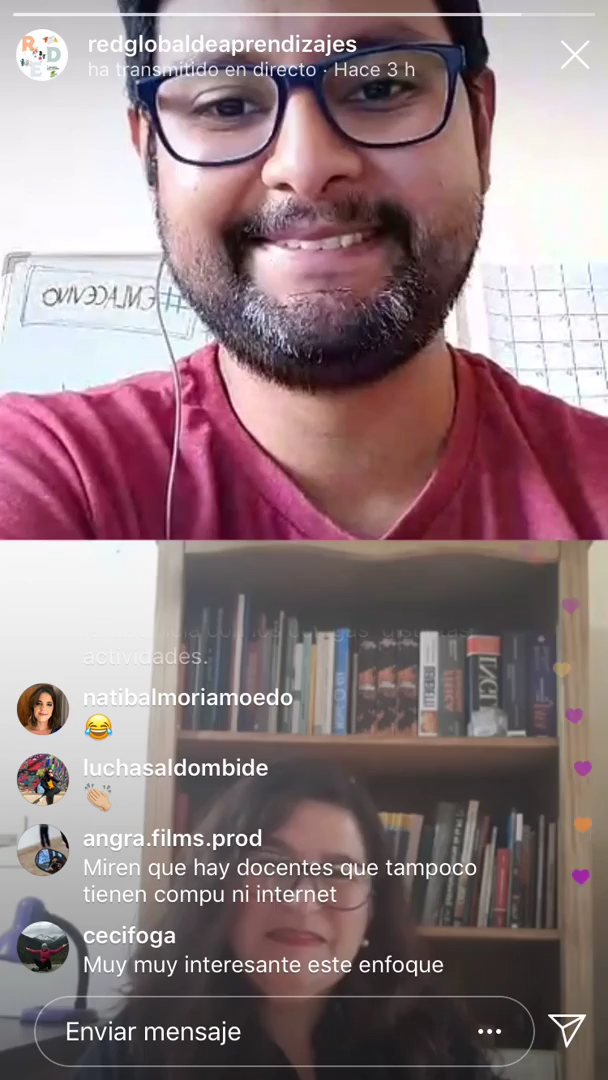 redglobaldeaprendizajes
ha transmitido en directo · Hace 3 h
#ENLACEVIVO
actividades.
natibalmoriamoedo
😂
luchasaldombide
👏🏼
angra.films.prod
Miren que hay docentes que tampoco
tienen compu ni internet
cecifoga
Muy muy interesante este enfoque
Enviar mensaje